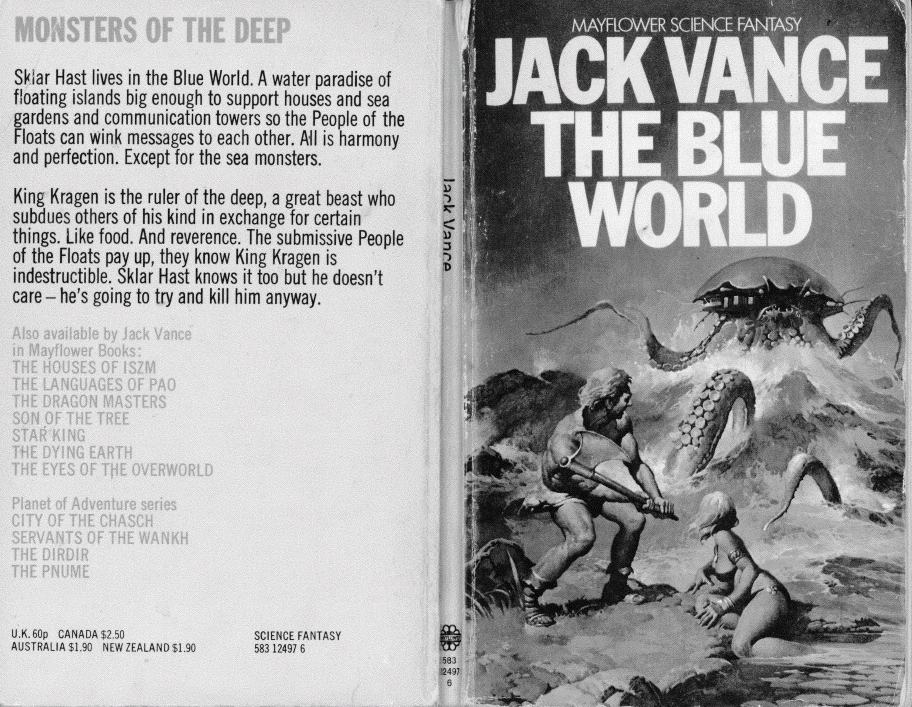 MONSTERS OF THE DEEP
Sklar Hast lives in the Blue World. A water paradise of
floating islands big enough to support houses and sea
gardens and communication towers so the People of the
Floats can wink messages to each other. All is harmony
and perfection. Except for the sea monsters.
King Kragen is the ruler of the deep, a great beast who
subdues others of his kind in exchange for certain
things. Like food. And reverence. The submissive People
of the Floats pay up, they know King Kragen is
indestructible. Sklar Hast knows it too but he doesn't
care – he's going to try and kill him anyway.
Also available by Jack Vance
in Mayflower Books:
THE HOUSES OF ISZM
THE LANGUAGES OF PAO
THE DRAGON MASTERS
SON OF THE TREE
STAR KING
THE DYING EARTH
THE EYES OF THE OVERWORLD
Planet of Adventure series
CITY OF THE CHASCH
SERVANTS OF THE WANKH
THE DIRDIR
THE PNUME
U.K. 60p CANADA $2.50
AUSTRALIA $1.90 NEW ZEALAND $1.90
SCIENCE FANTASY
583 12497 6
Jack Vance
583
12497
6
MAYFLOWER SCIENCE FANTASY
JACK VANCE
THE BLUE
WORLD